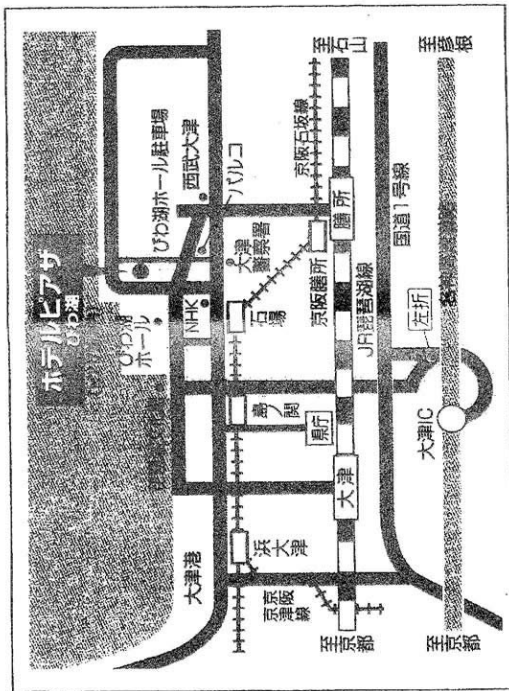 ホテルピアザ
びわ湖
びわ湖
ホール
びわ湖ホール駐車場
西武大津
パルコ
NHK
大津
警察署
石場
島ノ関
県庁
大津港
浜大津
京阪
京津線
京阪石坂線
京阪膳所
膳所
大津
JR琵琶湖線
至石山
至京都
国道1号線
左折
大津IC
至彦根
至京都